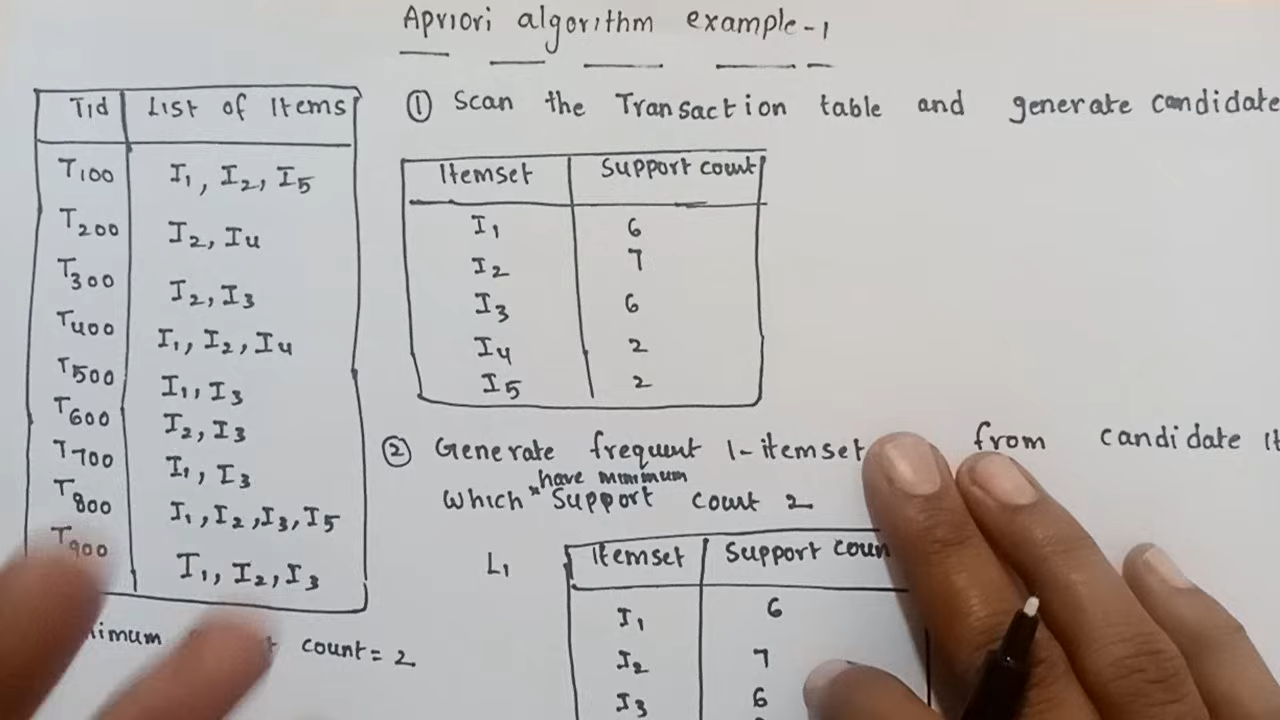 Apriori algorithm example-1
Tid List of Items
T100 I1, I2, I5
T200 I2, I4
T300 I2, I3
T400 I1, I2, I4
T500 I1, I3
T600 I2, I3
T700 I1, I3
T800 I1, I2, I3, I5
T900 I1, I2, I3
count = 2
① Scan the Transaction table and generate candidate
Itemset Support count
I1 6
I2 7
I3 6
I4 2
I5 2
② Generate frequent 1-itemset from candidate
have minimum
Which Support count 2
L1
Itemset Support coun
I1 6
I2 7
I3 6